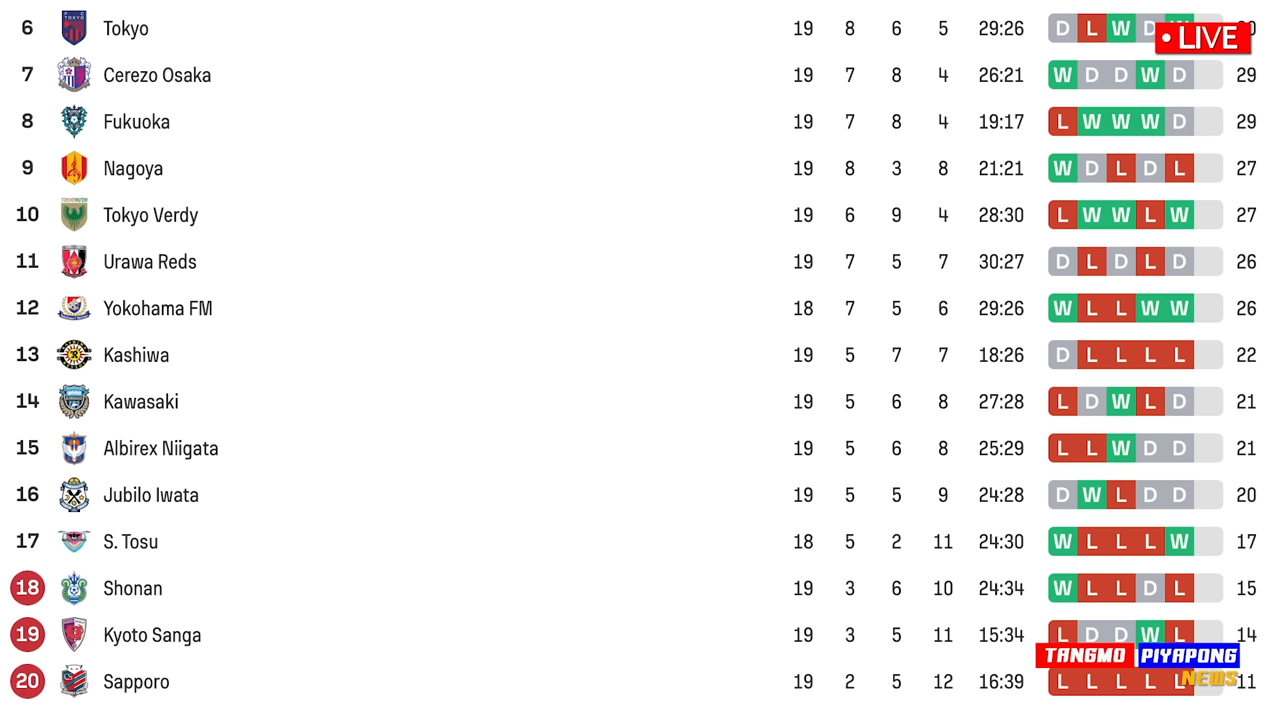 6 Tokyo 19 8 6 5 29:26 D L W D
• LIVE
7 Cerezo Osaka 19 7 8 4 26:21 W D D W D 29
8 Fukuoka 19 7 8 4 19:17 L W W W D 29
9 Nagoya 19 8 3 8 21:21 W D L D L 27
10 Tokyo Verdy 19 6 9 4 28:30 L W W L W 27
11 Urawa Reds 19 7 5 7 30:27 D L D L D 26
12 Yokohama FM 18 7 5 6 29:26 W L L W W 26
13 Kashiwa 19 5 7 7 18:26 D L L L L 22
14 Kawasaki 19 5 6 8 27:28 L D W L D 21
15 Albirex Niigata 19 5 6 8 25:29 L L W D D 21
16 Jubilo Iwata 19 5 5 9 24:28 D W L D D 20
17 S. Tosu 18 5 2 11 24:30 W L L L W 17
18 Shonan 19 3 6 10 24:34 W L L D L 15
19 Kyoto Sanga 19 3 5 11 15:34 L D D W L 14
TANGMO PIYAPONG
NEWS
20 Sapporo 19 2 5 12 16:39 L L L L L 11